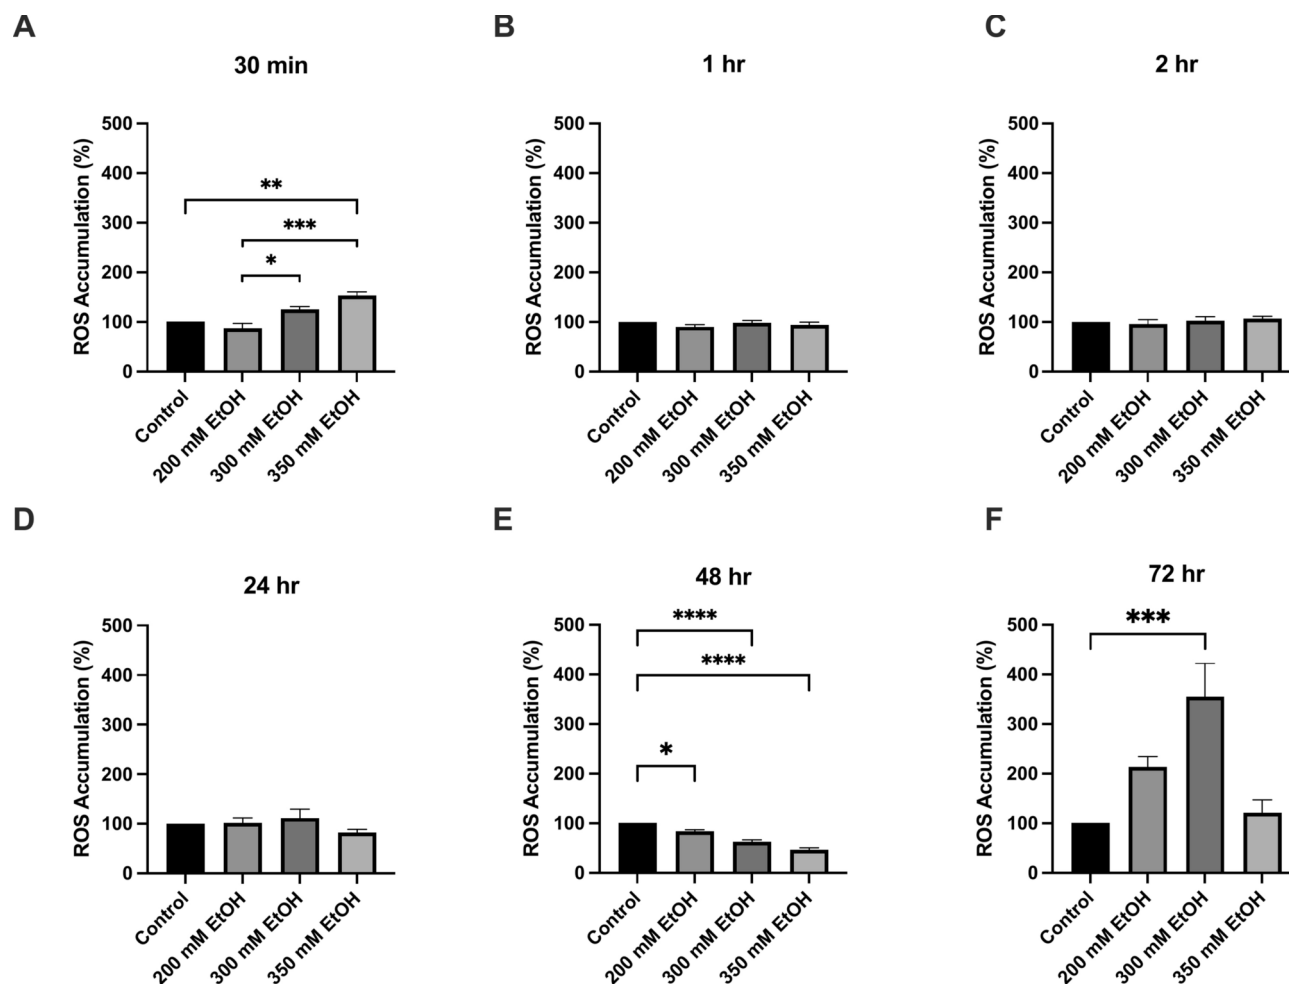 A
30 min
ROS Accumulation (%)
500
400
300
200
100
0
**
***
*
Control
200 mM EtOH
300 mM EtOH
350 mM EtOH
B
1 hr
ROS Accumulation (%)
500
400
300
200
100
0
Control
200 mM EtOH
300 mM EtOH
350 mM EtOH
C
2 hr
ROS Accumulation (%)
500
400
300
200
100
0
Control
200 mM EtOH
300 mM EtOH
350 mM EtOH
D
24 hr
ROS Accumulation (%)
500
400
300
200
100
0
Control
200 mM EtOH
300 mM EtOH
350 mM EtOH
E
48 hr
ROS Accumulation (%)
500
400
300
200
100
0
****
****
*
Control
200 mM EtOH
300 mM EtOH
350 mM EtOH
F
72 hr
ROS Accumulation (%)
500
400
300
200
100
0
***
Control
200 mM EtOH
300 mM EtOH
350 mM EtOH